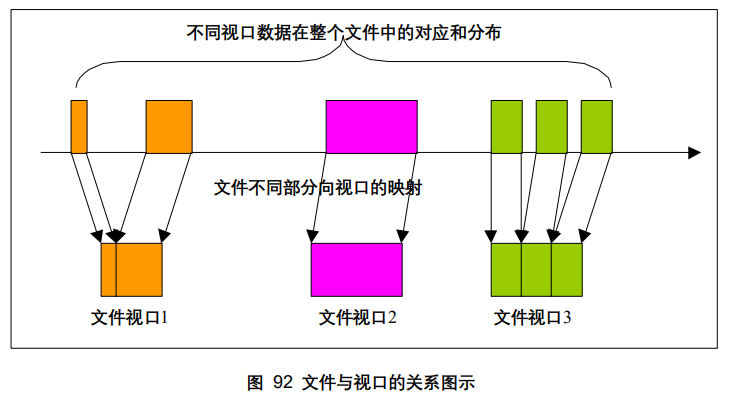 不同视口数据在整个文件中的对应和分布
文件不同部分向视口的映射
文件视口1
文件视口2
文件视口3
图 92 文件与视口的关系图示